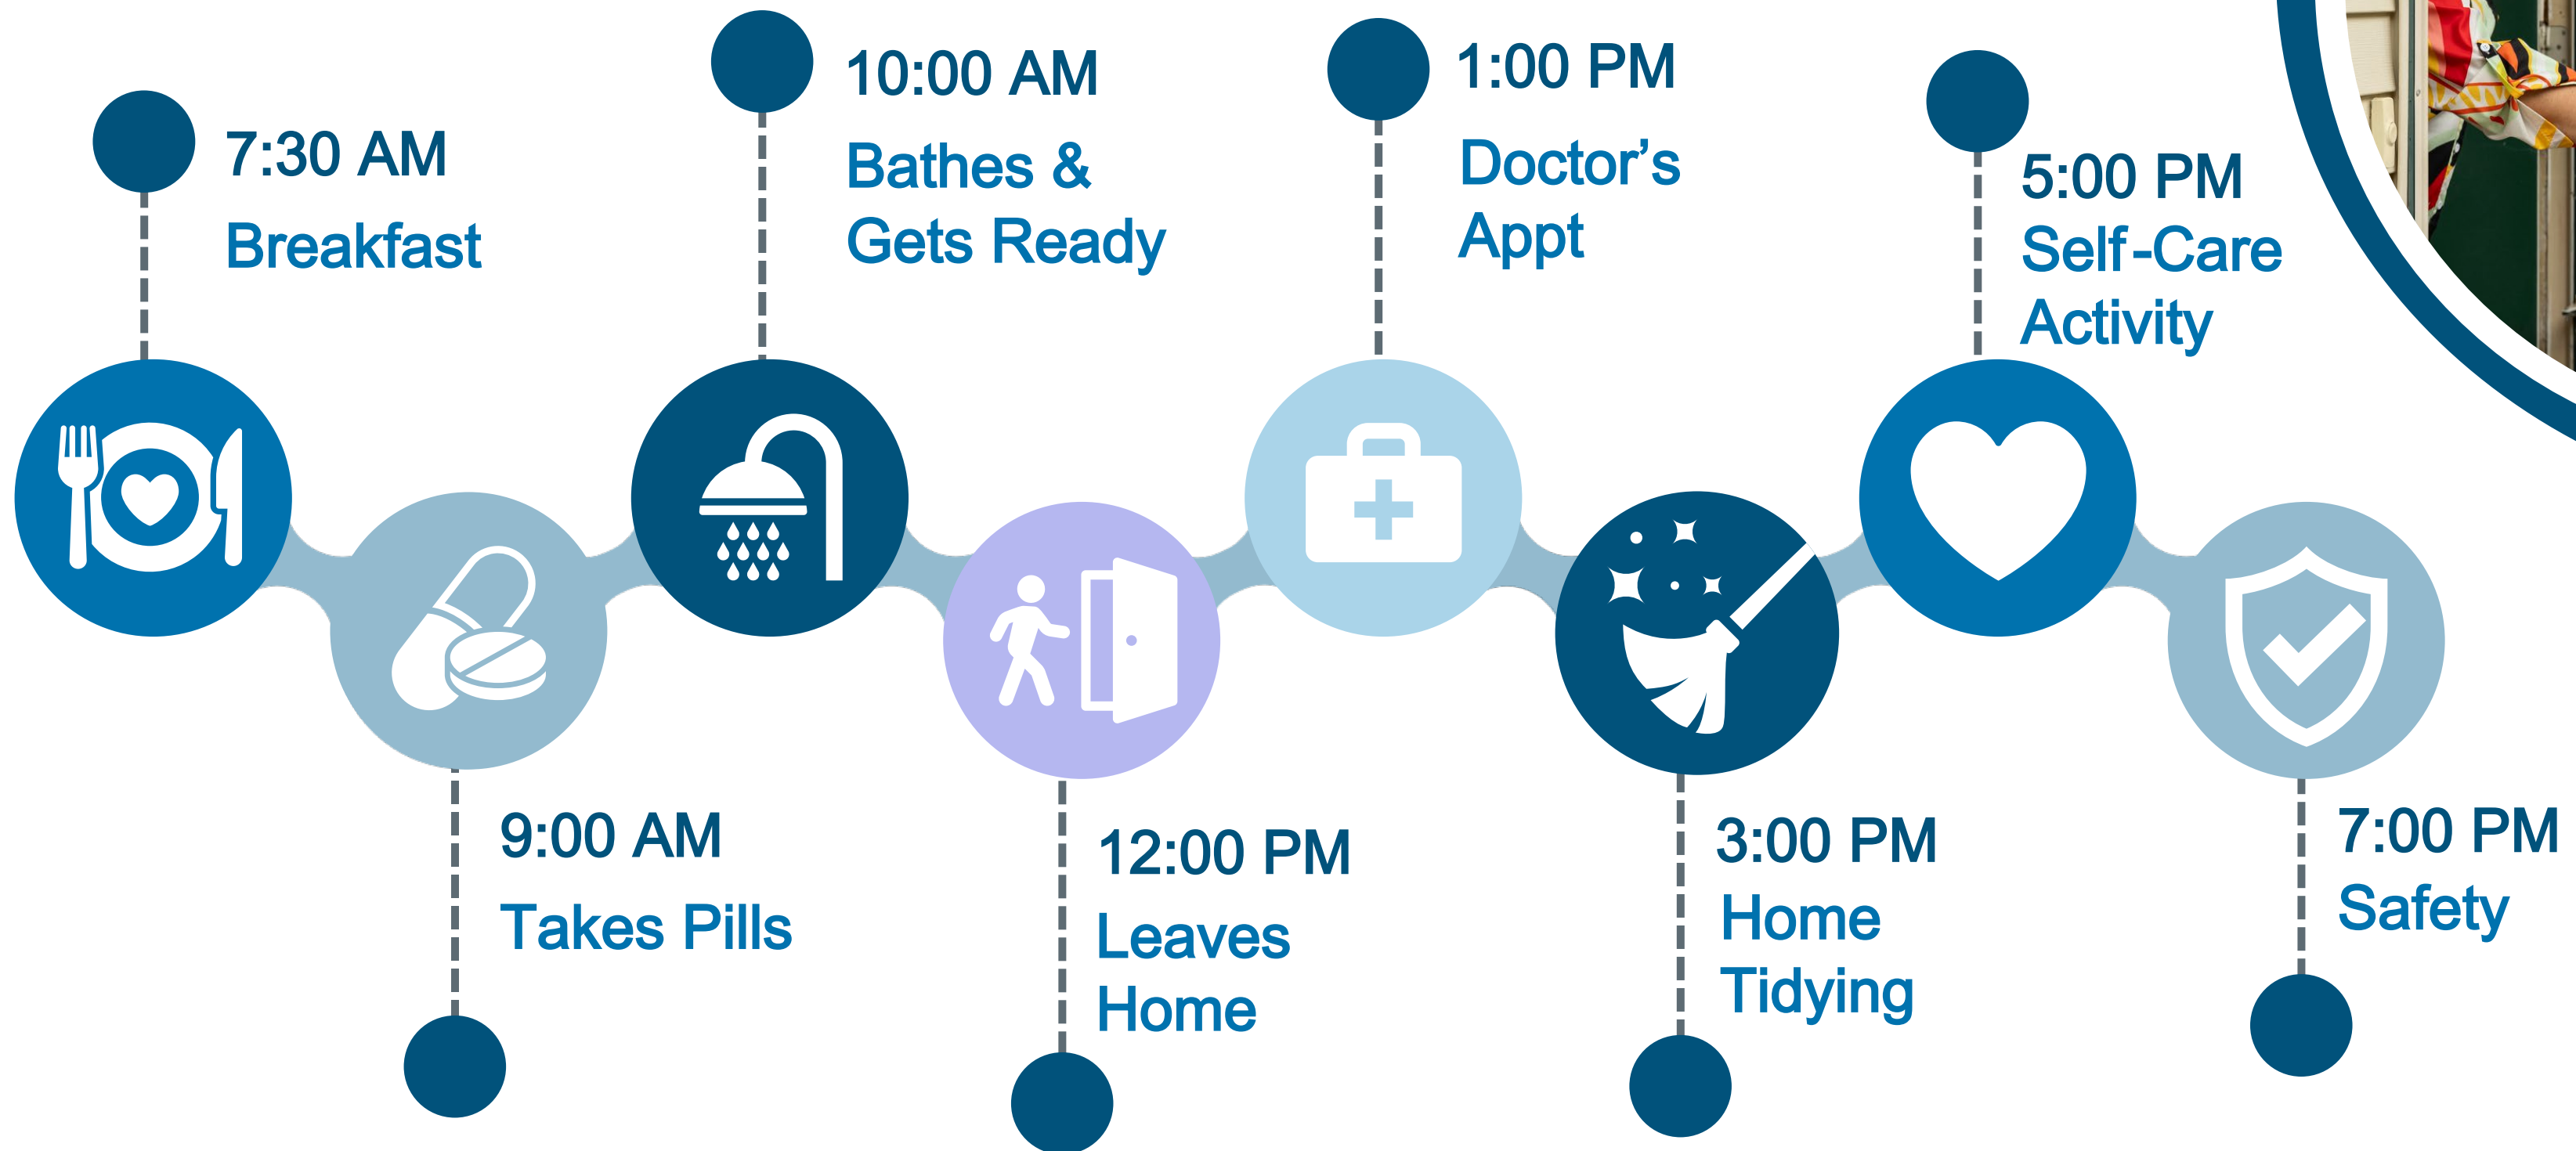 7:30 AM
Breakfast
9:00 AM
Takes Pills
10:00 AM
Bathes &
Gets Ready
12:00 PM
Leaves
Home
1:00 PM
Doctor’s
Appt
3:00 PM
Home
Tidying
5:00 PM
Self-Care
Activity
7:00 PM
Safety